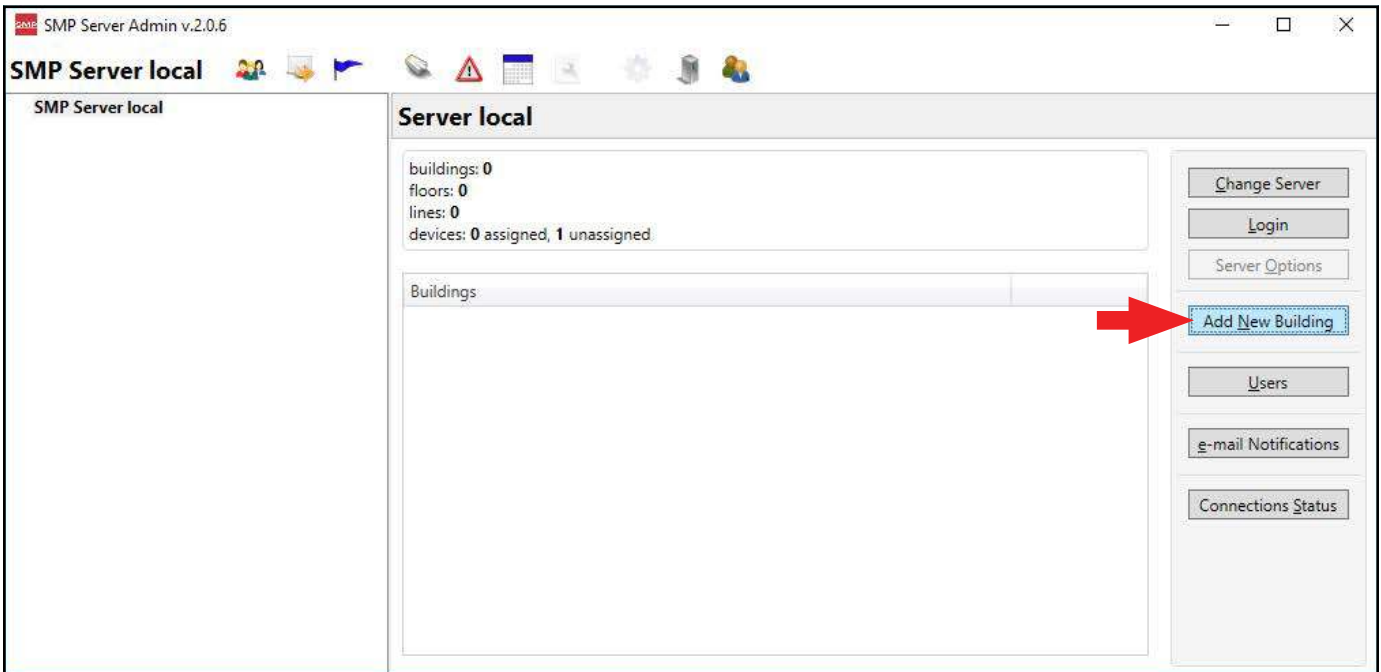 SMP SMP Server Admin v.2.0.6
SMP Server local
SMP Server local
Server local
buildings: 0
floors: 0
lines: 0
devices: 0 assigned, 1 unassigned
Buildings
Change Server
Login
Server Options
Add New Building
Users
e-mail Notifications
Connections Status